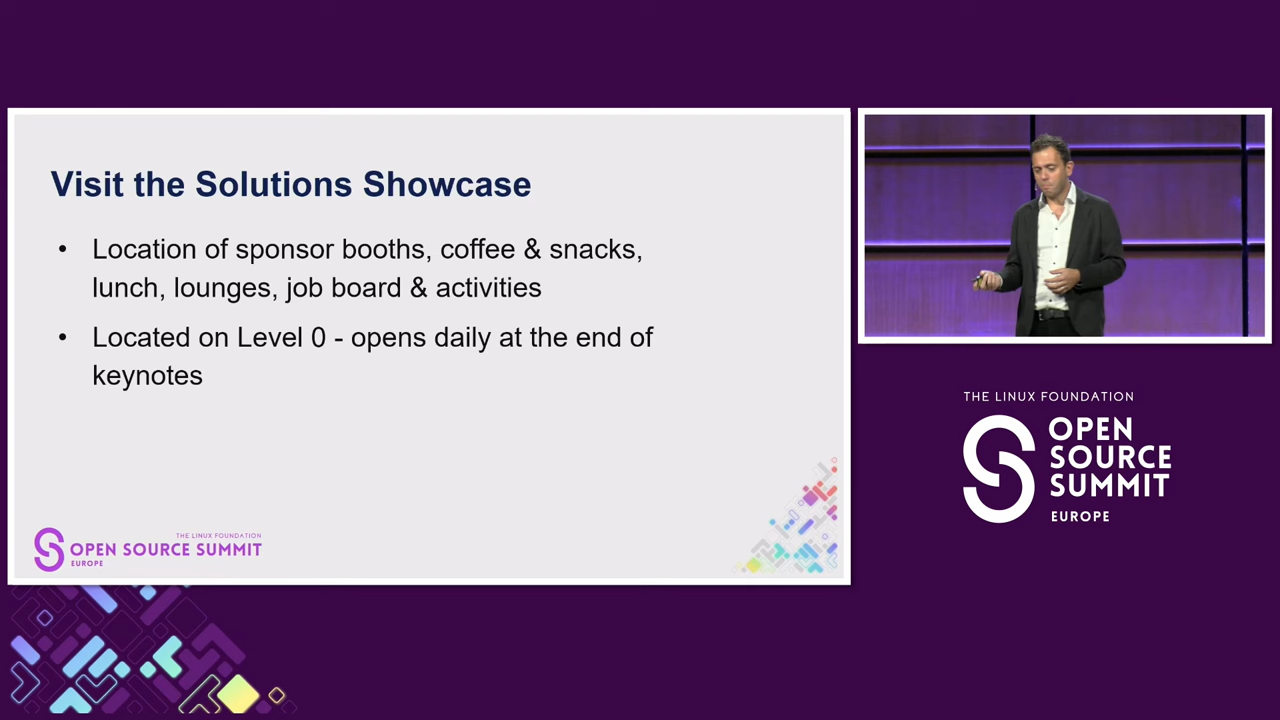 Visit the Solutions Showcase
• Location of sponsor booths, coffee & snacks,
lunch, lounges, job board & activities
• Located on Level 0 - opens daily at the end of
keynotes
THE LINUX FOUNDATION
OPEN SOURCE SUMMIT
EUROPE
THE LINUX FOUNDATION
OPEN
SOURCE
SUMMIT
EUROPE